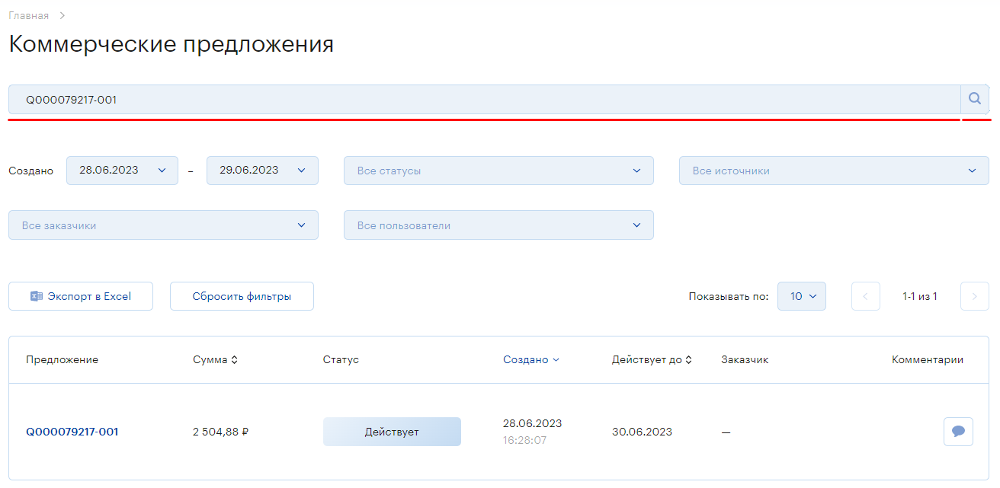 Главная
Коммерческие предложения
Q000079217-001
Создано 28.06.2023 – 29.06.2023 Все статусы Все источники
Все заказчики Все пользователи
Экспорт в Excel Сбросить фильтры Показывать по: 10 1-1 из 1
Предложение Сумма Статус Создано Действует до Заказчик Комментарии
Q000079217-001 2 504,88 ₽ Действует 28.06.2023 30.06.2023 —
16:28:07